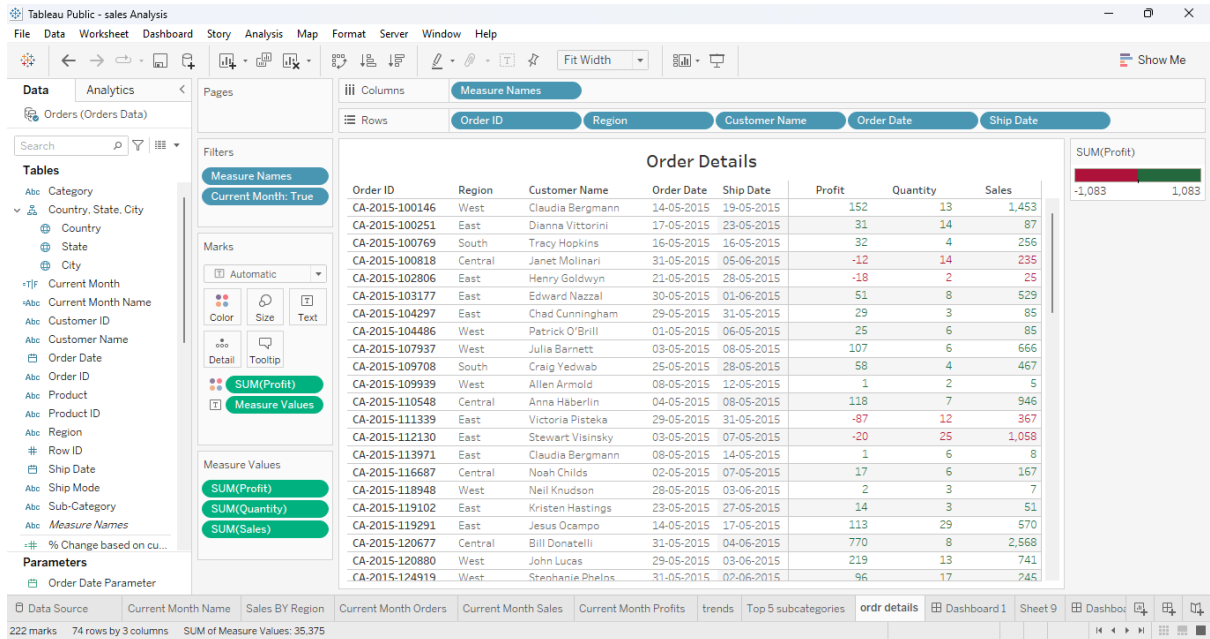 Tableau Public - sales Analysis
File Data Worksheet Dashboard Story Analysis Map Format Server Window Help
Fit Width
Show Me
Data Analytics
Orders (Orders Data)
Search
Tables
Abc Category
Country, State, City
Country
State
City
=T|F Current Month
=Abc Current Month Name
Abc Customer ID
Abc Customer Name
Order Date
Abc Order ID
Abc Product
Abc Product ID
Abc Region
# Row ID
Ship Date
Abc Ship Mode
Abc Sub-Category
Abc Measure Names
=# % Change based on cu...
Parameters
Order Date Parameter
Pages
Filters
Measure Names
Current Month: True
Marks
Automatic
Color Size Text
Detail Tooltip
SUM(Profit)
Measure Values
Measure Values
SUM(Profit)
SUM(Quantity)
SUM(Sales)
Columns Measure Names
Rows Order ID Region Customer Name Order Date Ship Date
Order Details
Order ID Region Customer Name Order Date Ship Date Profit Quantity Sales
CA-2015-100146 West Claudia Bergmann 14-05-2015 19-05-2015 152 13 1,453
CA-2015-100251 East Dianna Vittorini 17-05-2015 23-05-2015 31 14 87
CA-2015-100769 South Tracy Hopkins 16-05-2015 16-05-2015 32 4 256
CA-2015-100818 Central Janet Molinari 31-05-2015 05-06-2015 -12 14 235
CA-2015-102806 East Henry Goldwyn 21-05-2015 28-05-2015 -18 2 25
CA-2015-103177 East Edward Nazzal 30-05-2015 01-06-2015 51 8 529
CA-2015-104297 East Chad Cunningham 29-05-2015 31-05-2015 29 3 85
CA-2015-104486 West Patrick O'Brill 01-05-2015 06-05-2015 25 6 85
CA-2015-107937 West Julia Barnett 03-05-2015 08-05-2015 107 6 666
CA-2015-109708 South Craig Yedwab 25-05-2015 28-05-2015 58 4 467
CA-2015-109939 West Allen Armold 08-05-2015 12-05-2015 1 2 5
CA-2015-110548 Central Anna Häberlin 04-05-2015 08-05-2015 118 7 946
CA-2015-111339 East Victoria Pisteka 29-05-2015 31-05-2015 -87 12 367
CA-2015-112130 East Stewart Visinsky 03-05-2015 07-05-2015 -20 25 1,058
CA-2015-113971 East Claudia Bergmann 08-05-2015 14-05-2015 1 6 8
CA-2015-116687 Central Noah Childs 02-05-2015 07-05-2015 17 6 167
CA-2015-118948 West Neil Knudson 28-05-2015 03-06-2015 2 3 7
CA-2015-119102 East Kristen Hastings 23-05-2015 27-05-2015 14 3 51
CA-2015-119291 East Jesus Ocampo 14-05-2015 17-05-2015 113 29 570
CA-2015-120677 Central Bill Donatelli 31-05-2015 04-06-2015 770 8 2,568
CA-2015-120880 West John Lucas 29-05-2015 03-06-2015 219 13 741
CA-2015-124919 West Stephanie Phelps 31-05-2015 02-06-2015 96 17 245
SUM(Profit)
-1,083 1,083
Data Source Current Month Name Sales BY Region Current Month Orders Current Month Sales Current Month Profits trends Top 5 subcategories ordr details Dashboard 1 Sheet 9 Dashboa
222 marks 74 rows by 3 columns SUM of Measure Values: 35,375